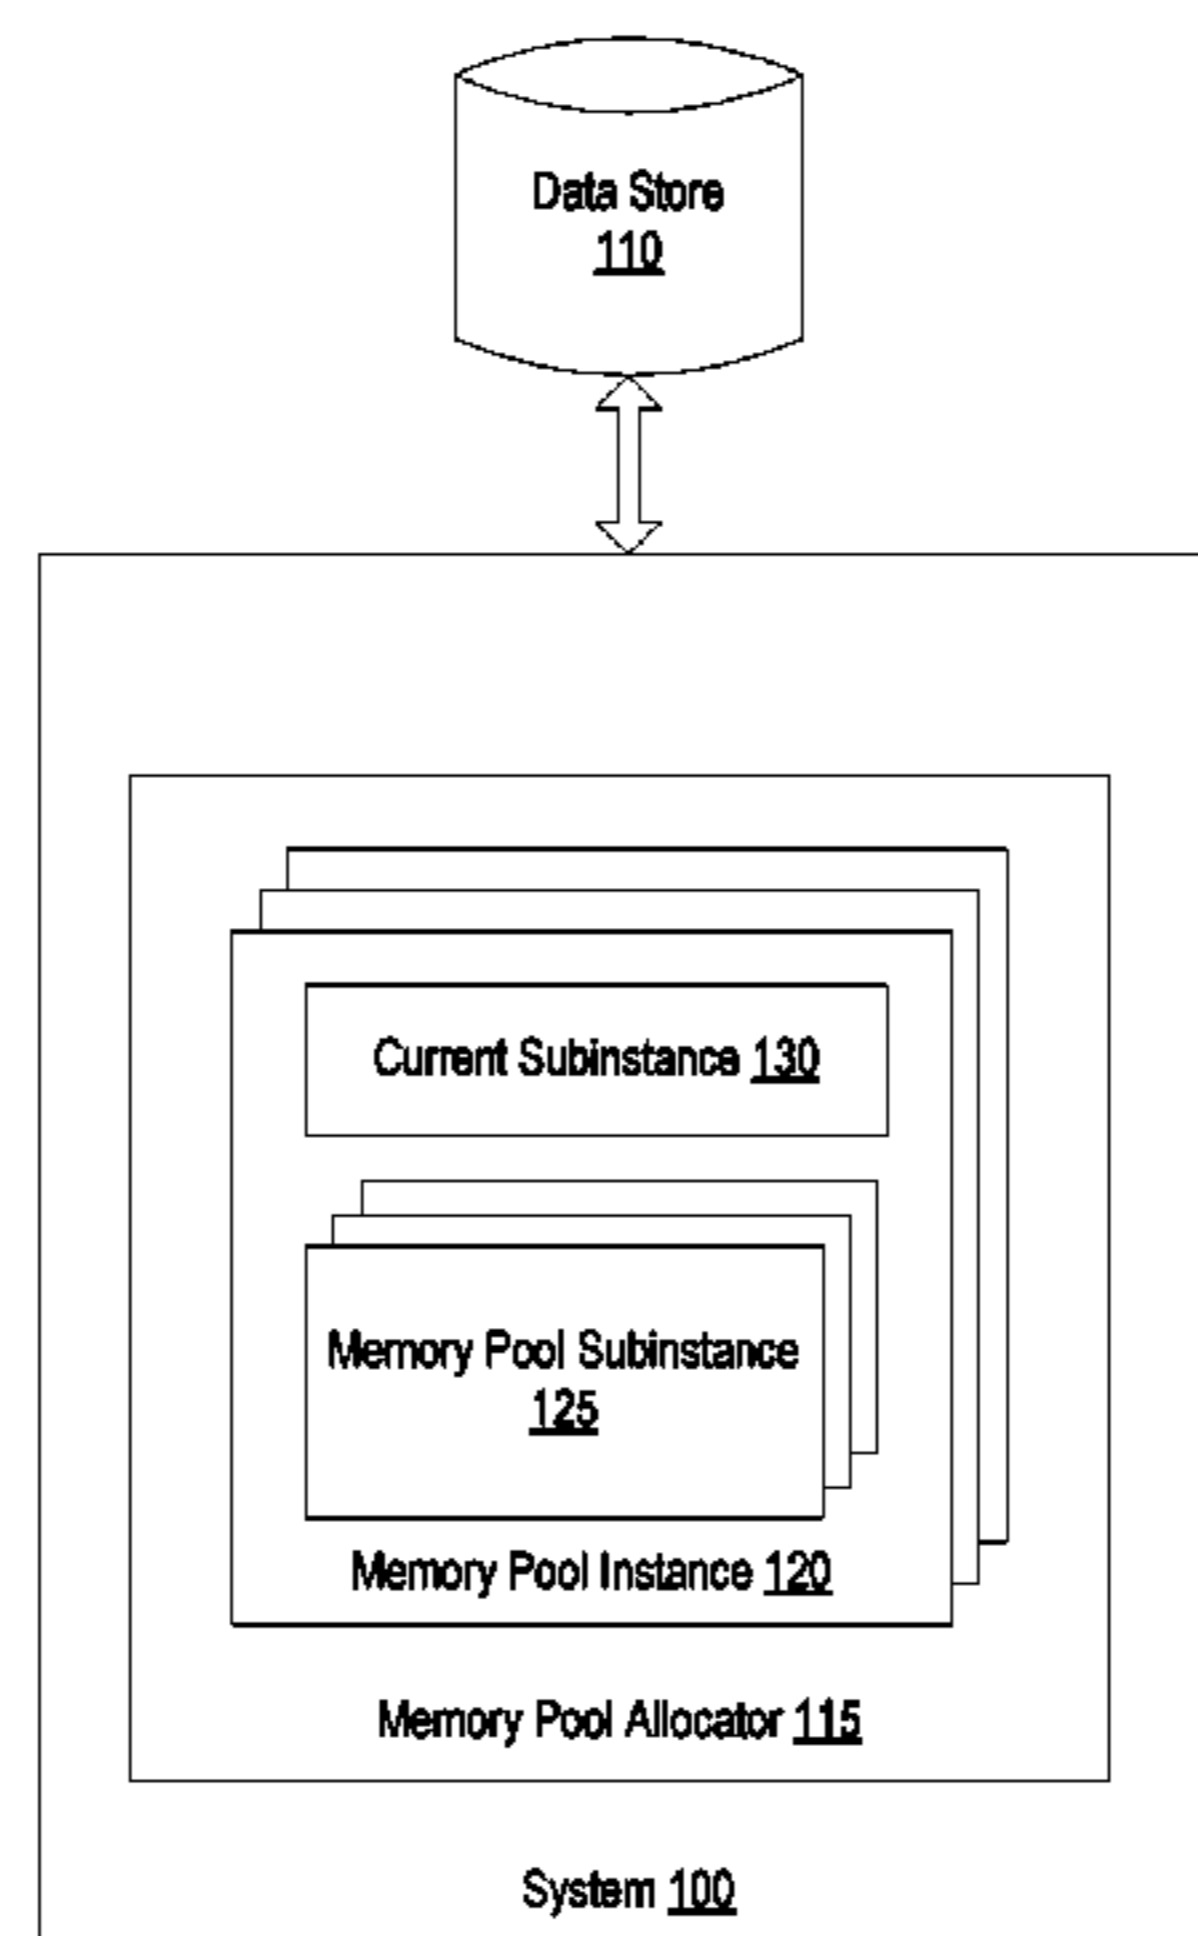 Data Store
110
Current Subinstance 130
Memory Pool Subinstance
125
Memory Pool Instance 120
Memory Pool Allocator 115
System 100